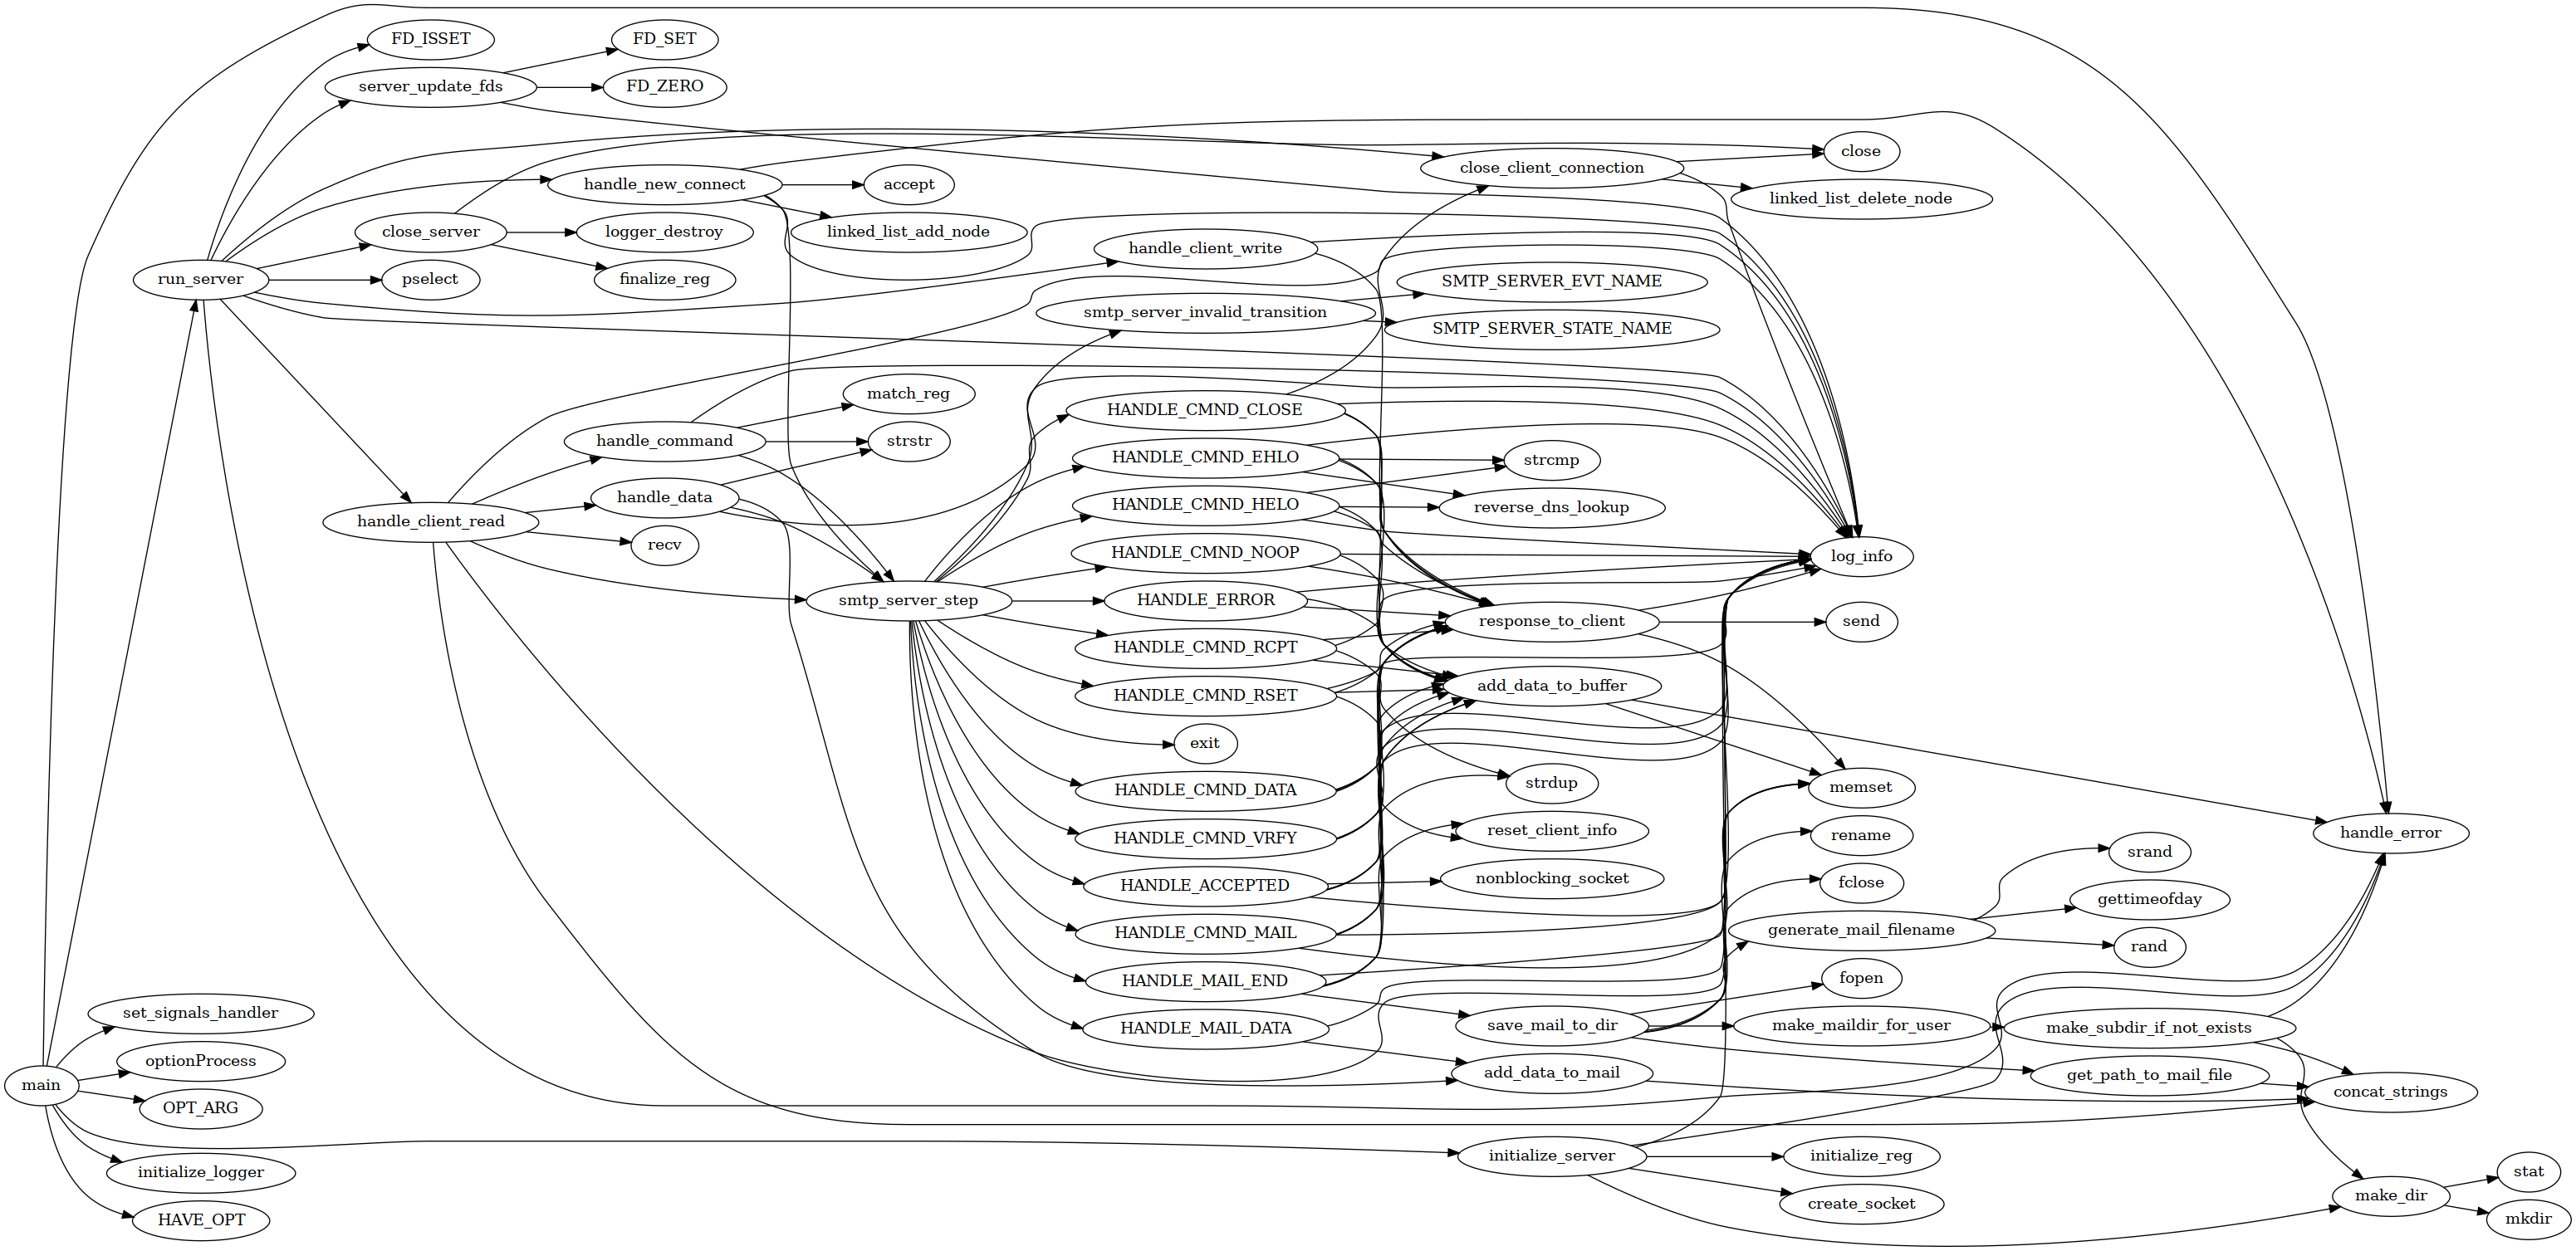 main
run_server
set_signals_handler
optionProcess
OPT_ARG
initialize_logger
HAVE_OPT
FD_ISSET
server_update_fds
close_server
pselect
handle_client_read
FD_SET
FD_ZERO
handle_new_connect
logger_destroy
finalize_reg
handle_command
handle_data
recv
accept
linked_list_add_node
match_reg
strstr
smtp_server_step
handle_client_write
smtp_server_invalid_transition
HANDLE_CMND_CLOSE
HANDLE_CMND_EHLO
HANDLE_CMND_HELO
HANDLE_CMND_NOOP
HANDLE_ERROR
HANDLE_CMND_RCPT
HANDLE_CMND_RSET
exit
HANDLE_CMND_DATA
HANDLE_CMND_VRFY
HANDLE_ACCEPTED
HANDLE_CMND_MAIL
HANDLE_MAIL_END
HANDLE_MAIL_DATA
close_client_connection
SMTP_SERVER_EVT_NAME
SMTP_SERVER_STATE_NAME
strcmp
reverse_dns_lookup
response_to_client
add_data_to_buffer
strdup
reset_client_info
nonblocking_socket
save_mail_to_dir
add_data_to_mail
initialize_server
close
linked_list_delete_node
log_info
send
memset
rename
fclose
generate_mail_filename
fopen
make_maildir_for_user
initialize_reg
create_socket
srand
gettimeofday
rand
make_subdir_if_not_exists
get_path_to_mail_file
handle_error
concat_strings
make_dir
stat
mkdir